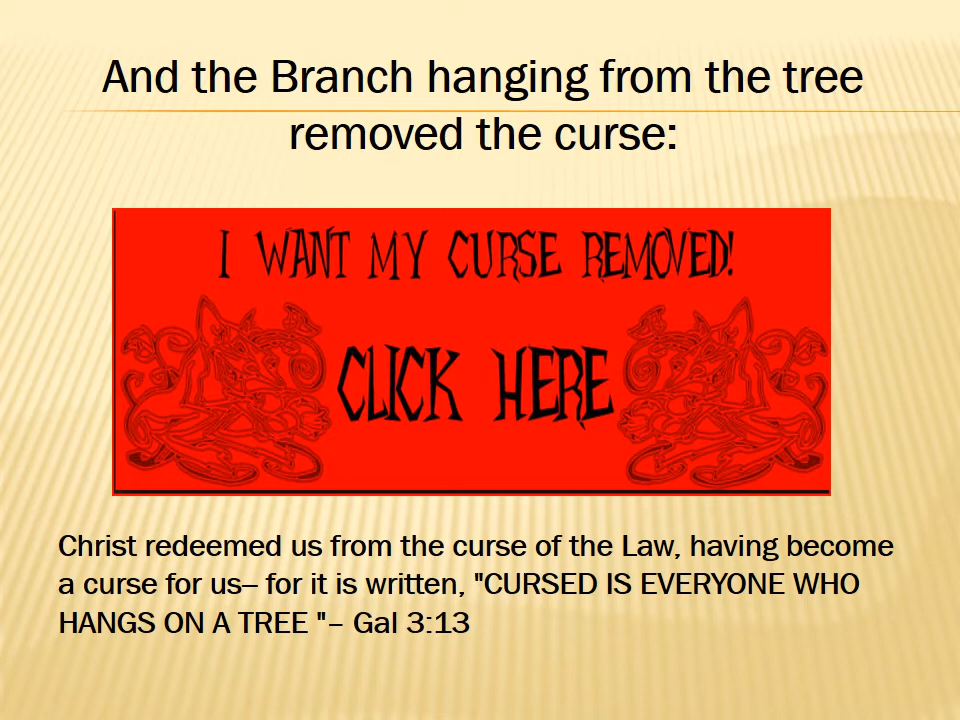 And the Branch hanging from the tree
removed the curse:
I WANT MY CURSE REMOVED!
CLICK HERE
Christ redeemed us from the curse of the Law, having become
a curse for us– for it is written, "CURSED IS EVERYONE WHO
HANGS ON A TREE "– Gal 3:13